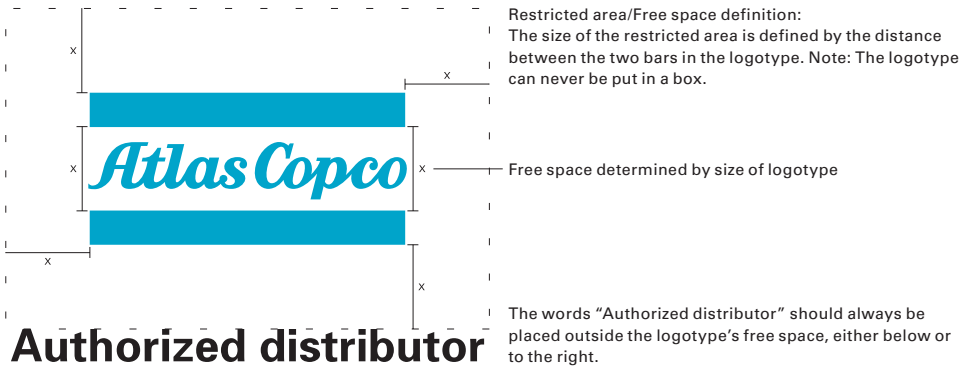 Restricted area/Free space definition:
The size of the restricted area is defined by the distance
between the two bars in the logotype. Note: The logotype
can never be put in a box.
x
x
x
Atlas Copco
x
Free space determined by size of logotype
x
x
Authorized distributor
The words “Authorized distributor” should always be
placed outside the logotype’s free space, either below or
to the right.